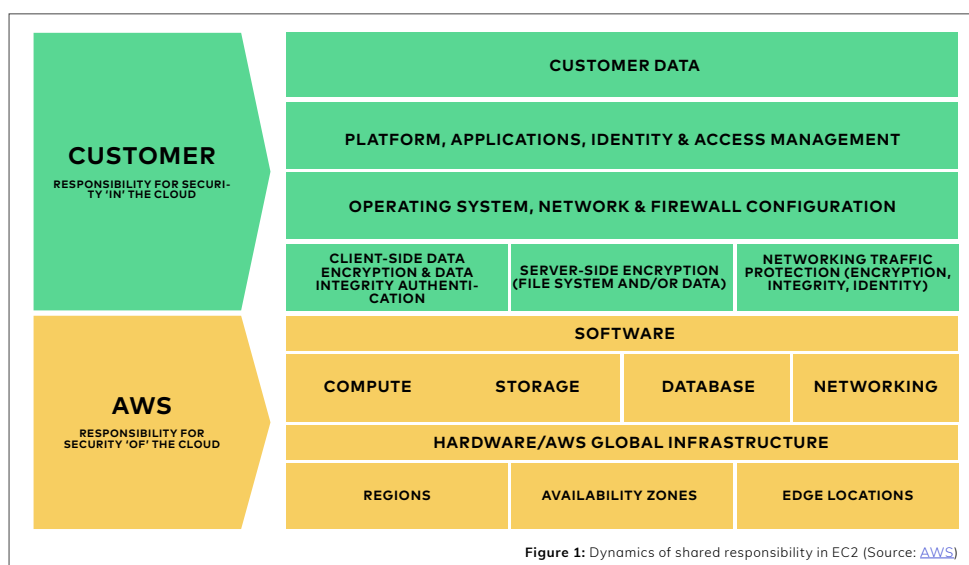 CUSTOMER DATA
PLATFORM, APPLICATIONS, IDENTITY & ACCESS MANAGEMENT
CUSTOMER
RESPONSIBILITY FOR SECURI-
TY 'IN' THE CLOUD
OPERATING SYSTEM, NETWORK & FIREWALL CONFIGURATION
CLIENT-SIDE DATA
ENCRYPTION & DATA
INTEGRITY AUTHENTI-
CATION
SERVER-SIDE ENCRYPTION
(FILE SYSTEM AND/OR DATA)
NETWORKING TRAFFIC
PROTECTION (ENCRYPTION,
INTEGRITY, IDENTITY)
SOFTWARE
COMPUTE
STORAGE
DATABASE
NETWORKING
AWS
RESPONSIBILITY FOR
SECURITY 'OF' THE CLOUD
HARDWARE/AWS GLOBAL INFRASTRUCTURE
REGIONS
AVAILABILITY ZONES
EDGE LOCATIONS
Figure 1: Dynamics of shared responsibility in EC2 (Source: AWS)